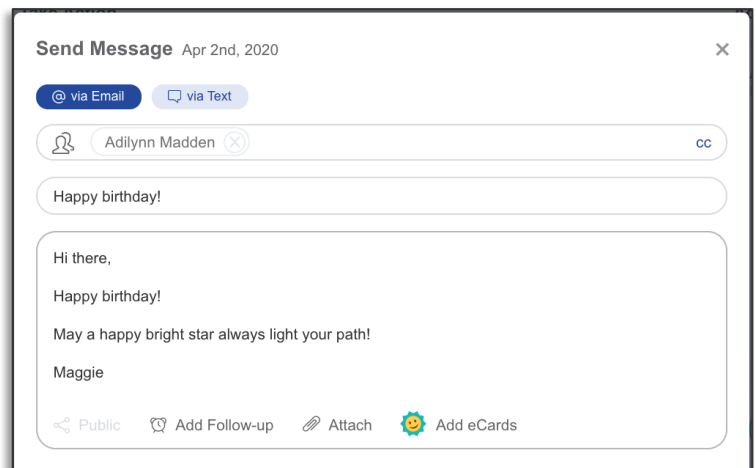 Send Message Apr 2nd, 2020
@ via Email via Text
Adilynn Madden cc
Happy birthday!
Hi there,
Happy birthday!
May a happy bright star always light your path!
Maggie
Public Add Follow-up Attach Add eCards